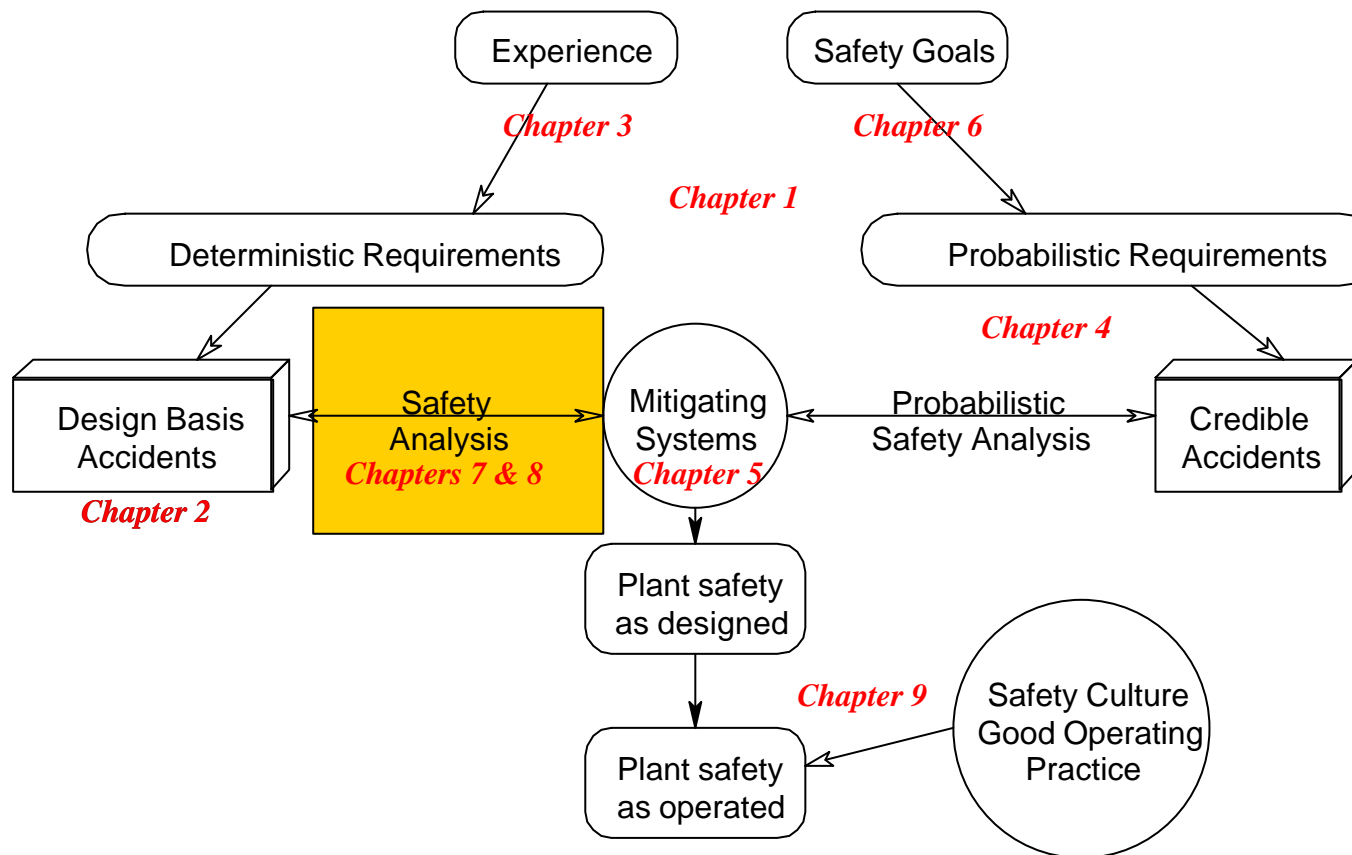 Experience
Safety Goals
Chapter 3
Chapter 6
Chapter 1
Deterministic Requirements
Probabilistic Requirements
Chapter 4
Design Basis
Accidents
Chapter 2
Safety
Analysis
Chapters 7 & 8
Mitigating
Systems
Chapter 5
Probabilistic
Safety Analysis
Credible
Accidents
Plant safety
as designed
Chapter 9
Plant safety
as operated
Safety Culture
Good Operating
Practice